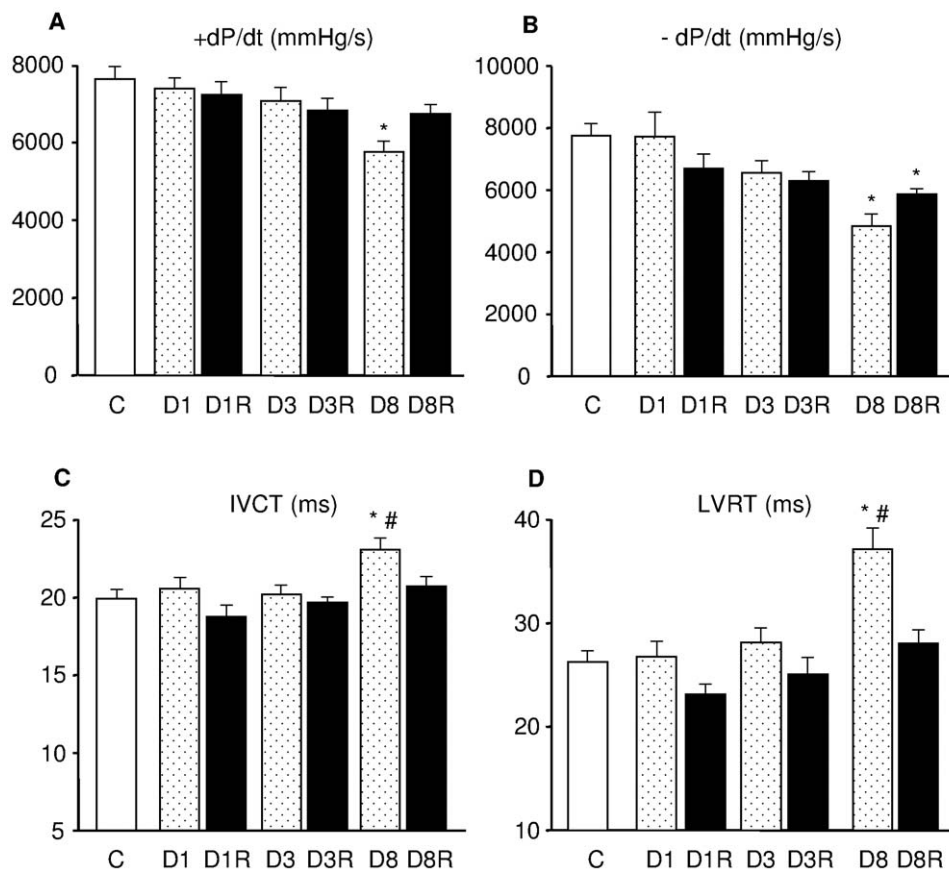 A
+dP/dt (mmHg/s)
8000
6000
4000
2000
0
*
C D1 D1R D3 D3R D8 D8R
B
- dP/dt (mmHg/s)
10000
8000
6000
4000
2000
0
* *
C D1 D1R D3 D3R D8 D8R
C
IVCT (ms)
25
20
15
10
5
* #
C D1 D1R D3 D3R D8 D8R
D
LVRT (ms)
40
30
20
10
* #
C D1 D1R D3 D3R D8 D8R